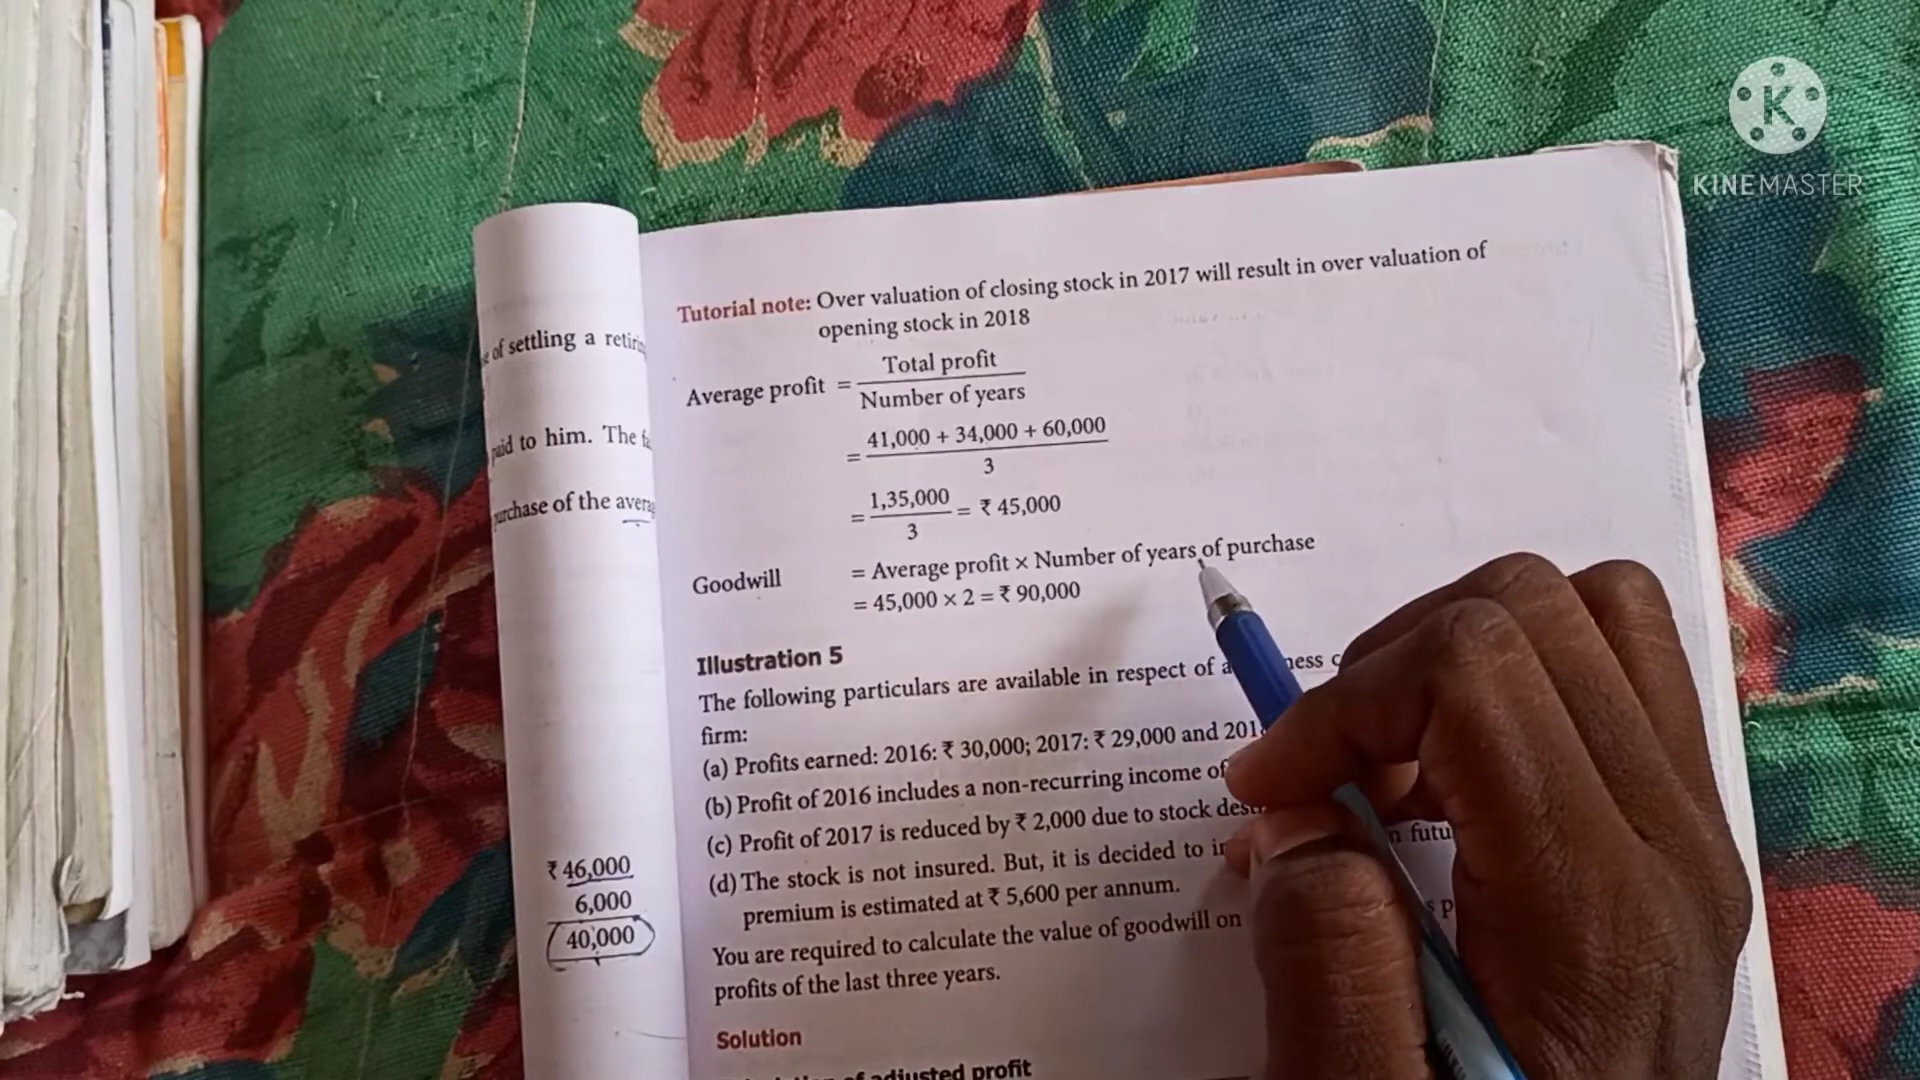 KINEMASTER
of settling a
paid to him. The
purchase of the
₹ 46,000
6,000
40,000
Tutorial note: Over valuation of closing stock in 2017 will result in over valuation of
opening stock in 2018
Average profit = Total profit
Number of years
= 41,000 + 34,000 + 60,000
3
= 1,35,000 = ₹ 45,000
3
Goodwill = Average profit × Number of years of purchase
= 45,000 × 2 = ₹ 90,000
Illustration 5
The following particulars are available in respect of
firm:
(a) Profits earned: 2016: ₹ 30,000; 2017: ₹ 29,000 and
(b) Profit of 2016 includes a non-recurring income of
(c) Profit of 2017 is reduced by ₹ 2,000 due to stock
(d) The stock is not insured. But, it is decided to
premium is estimated at ₹ 5,600 per annum.
You are required to calculate the value of goodwill on
profits of the last three years.
Solution
of adjusted profit